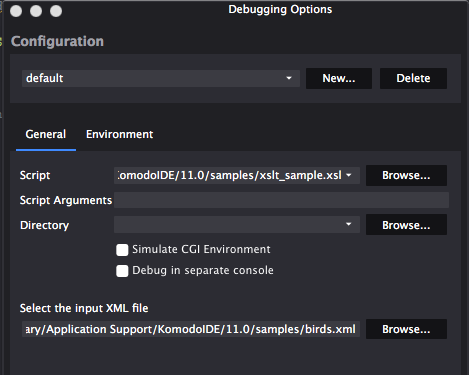 Debugging Options
Configuration
default
New...
Delete
General
Environment
Script
KomodoIDE/11.0/samples/xslt_sample.xsl
Browse...
Script Arguments
Directory
Browse...
Simulate CGI Environment
Debug in separate console
Select the input XML file
ary/Application Support/KomodoIDE/11.0/samples/birds.xml
Browse...